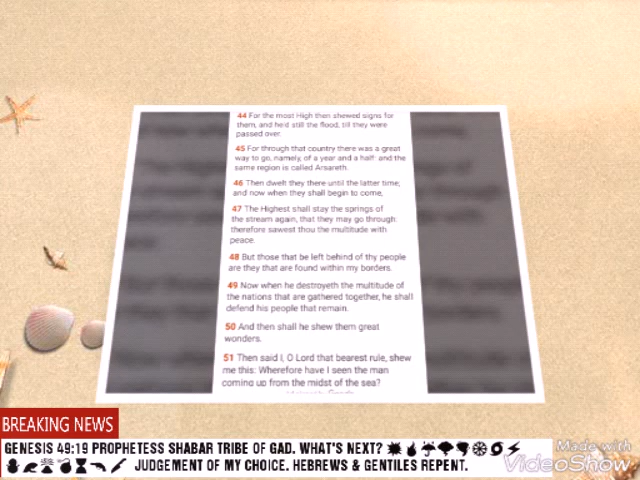 44 For the most High then shewed signs for
them, and held still the flood, till they were
passed over.
45 For through that country there was a great
way to go, namely, of a year and a half: and the
same region is called Arsareth.
46 Then dwelt they there until the latter time;
and now when they shall begin to come,
47 The Highest shall stay the springs of
the stream again, that they may go through:
therefore sawest thou the multitude with
peace.
48 But those that be left behind of thy people
are they that are found within my borders.
49 Now when he destroyeth the multitude of
the nations that are gathered together, he shall
defend his people that remain.
50 And then shall he shew them great
wonders.
51 Then said I, O Lord that bearest rule, shew
me this: Wherefore have I seen the man
coming up from the midst of the sea?
BREAKING NEWS
GENESIS 49:19 PROPHETESS SHABAR TRIBE OF GAD. WHAT'S NEXT?
JUDGEMENT OF MY CHOICE. HEBREWS & GENTILES REPENT.
Made with
VideoShow